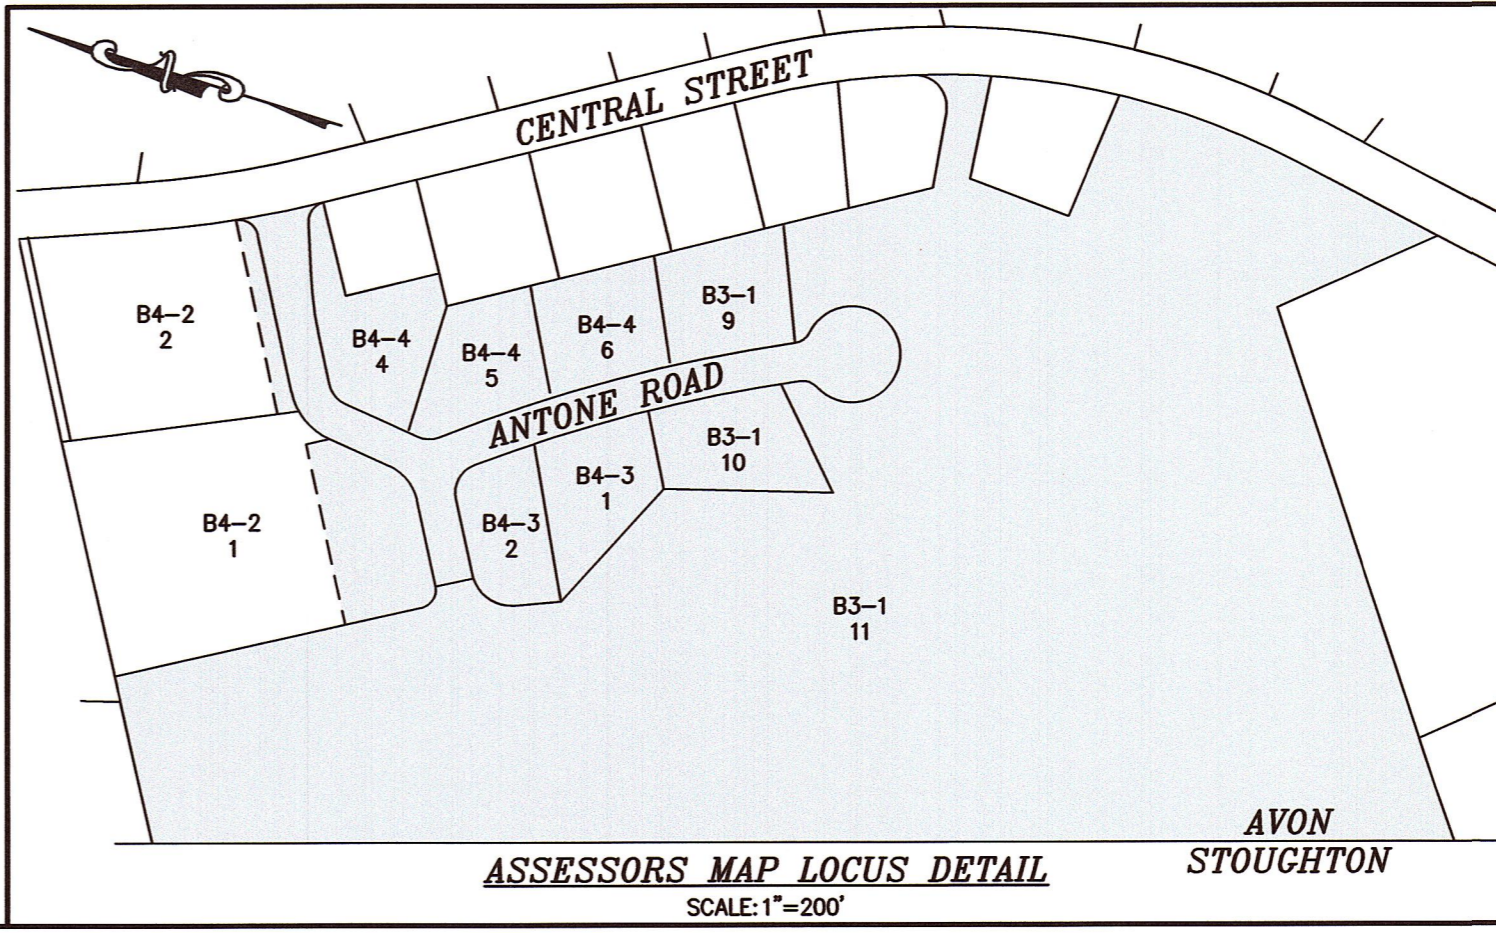 CENTRAL STREET
B4-2
2
B4-4
4
B4-4
5
B4-4
6
B3-1
9
ANTONE ROAD
B3-1
10
B4-3
1
B4-3
2
B4-2
1
B3-1
11
AVON
STOUGHTON
ASSESSORS MAP LOCUS DETAIL
SCALE: 1"=200'